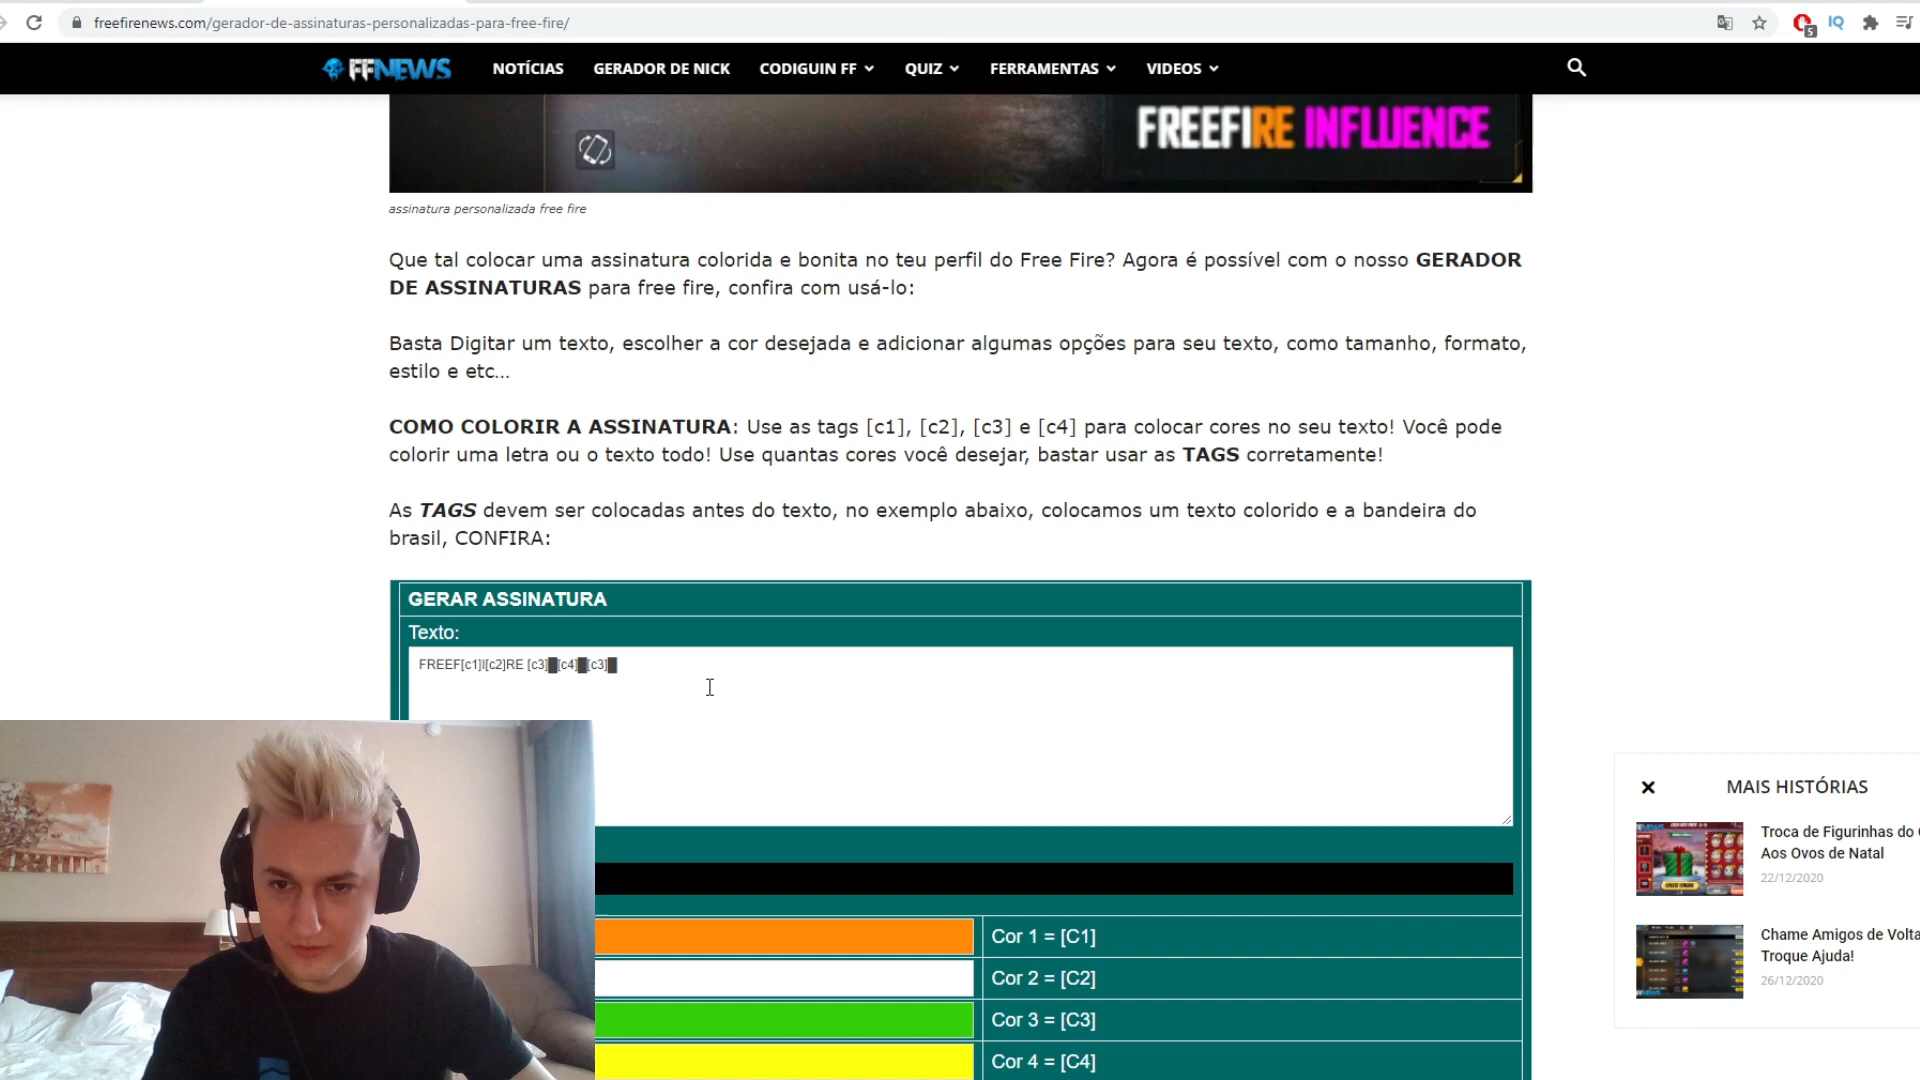 freefirenews.com/gerador-de-assinaturas-personalizadas-para-free-fire/
5
IQ
FFNEWS
NOTÍCIAS
GERADOR DE NICK
CODIGUIN FF
QUIZ
FERRAMENTAS
VIDEOS
FREEFIRE INFLUENCE
assinatura personalizada free fire
Que tal colocar uma assinatura colorida e bonita no teu perfil do Free Fire? Agora é possível com o nosso GERADOR
DE ASSINATURAS para free fire, confira com usá-lo:
Basta Digitar um texto, escolher a cor desejada e adicionar algumas opções para seu texto, como tamanho, formato,
estilo e etc…
COMO COLORIR A ASSINATURA: Use as tags [c1], [c2], [c3] e [c4] para colocar cores no seu texto! Você pode
colorir uma letra ou o texto todo! Use quantas cores você desejar, bastar usar as TAGS corretamente!
As TAGS devem ser colocadas antes do texto, no exemplo abaixo, colocamos um texto colorido e a bandeira do
brasil, CONFIRA:
GERAR ASSINATURA
Texto:
FREEF[c1]I[c2]RE [c3]█[c4]█[c3]█
Cor 1 = [C1]
Cor 2 = [C2]
Cor 3 = [C3]
Cor 4 = [C4]
MAIS HISTÓRIAS
Troca de Figurinhas do
Aos Ovos de Natal
22/12/2020
Chame Amigos de Volta
Troque Ajuda!
26/12/2020